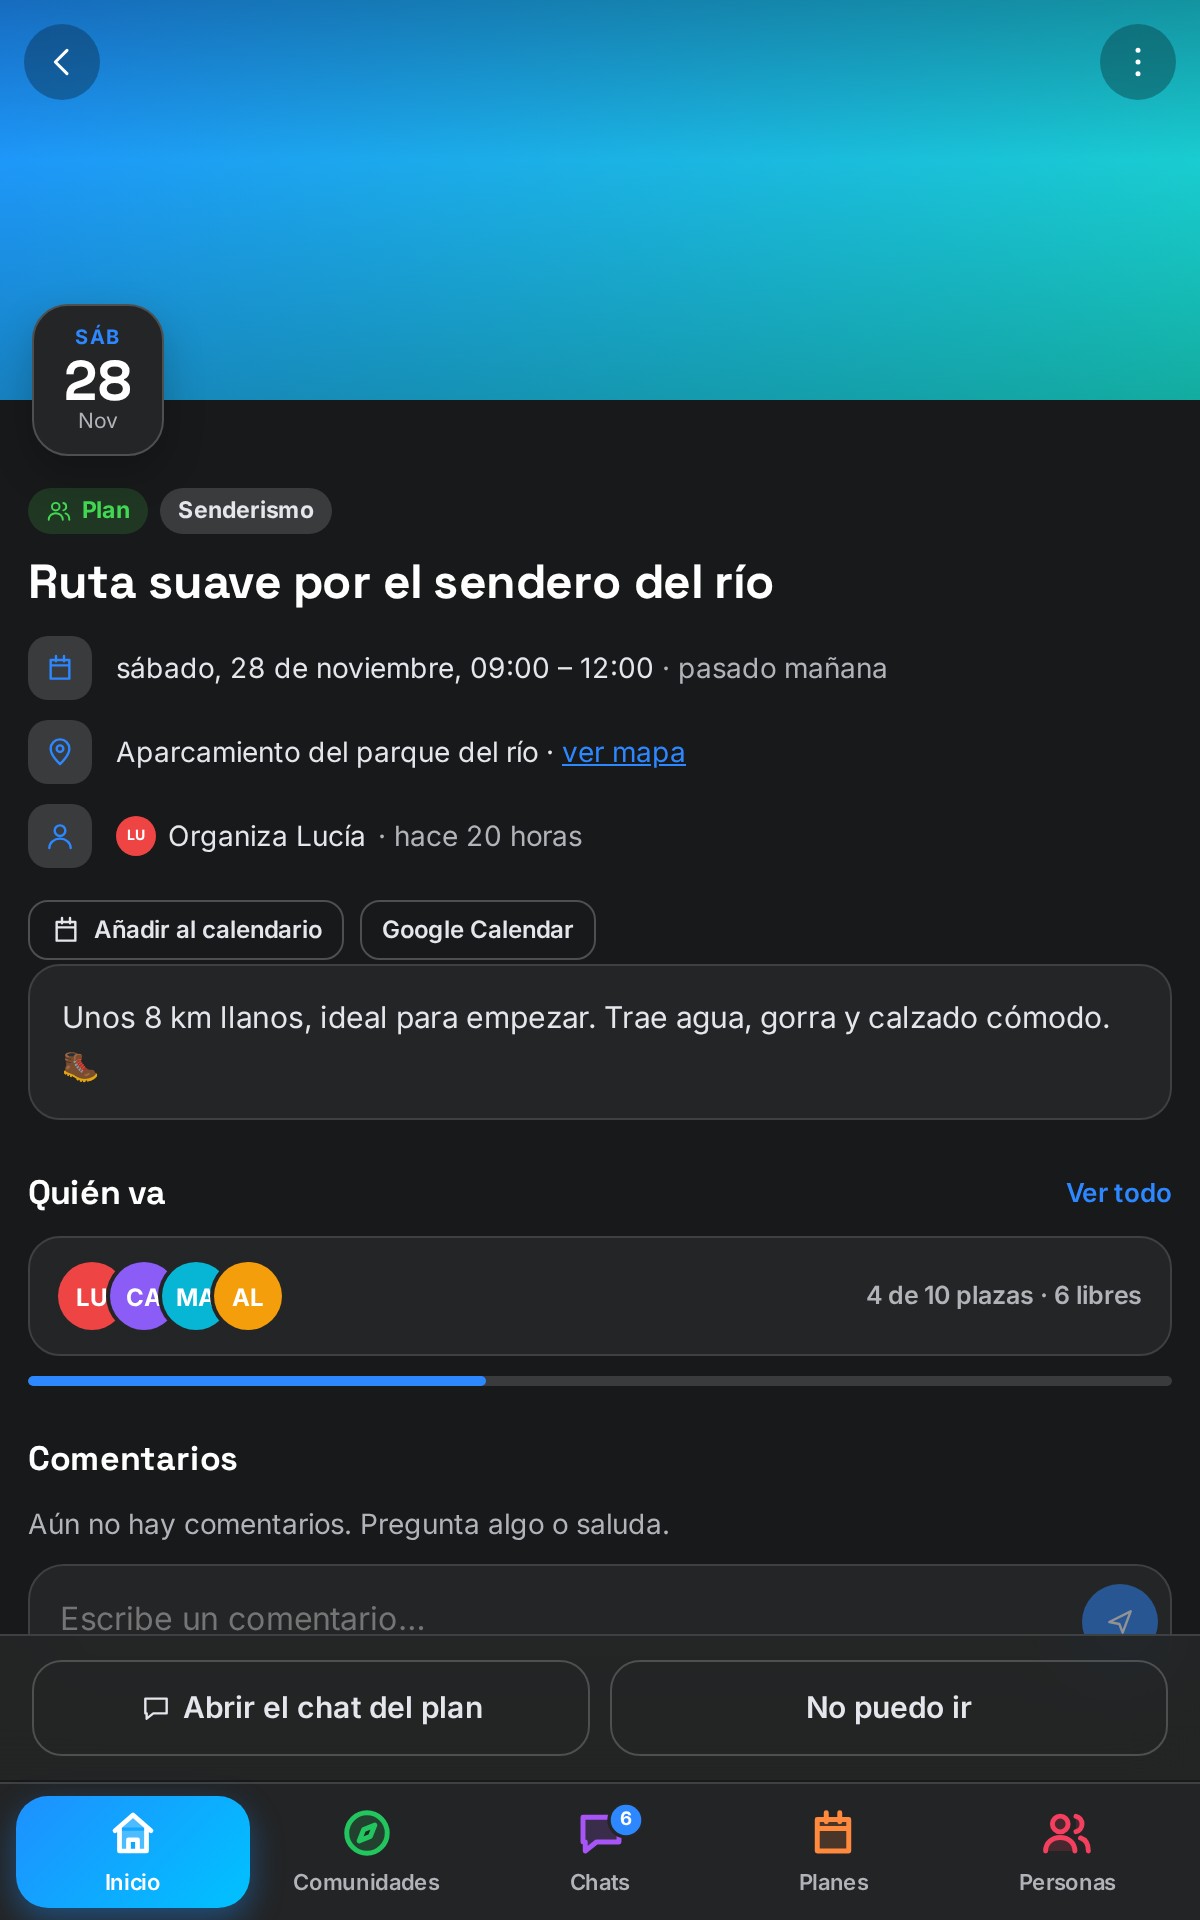 SÁB
28
Nov
Plan
Senderismo
Ruta suave por el sendero del río
sábado, 28 de noviembre, 09:00 – 12:00 · pasado mañana
Aparcamiento del parque del río · ver mapa
LU Organiza Lucía · hace 20 horas
Añadir al calendario
Google Calendar
Unos 8 km llanos, ideal para empezar. Trae agua, gorra y calzado cómodo.
🥾
Quién va
Ver todo
LU CA MA AL
4 de 10 plazas · 6 libres
Comentarios
Aún no hay comentarios. Pregunta algo o saluda.
Escribe un comentario...
Abrir el chat del plan
No puedo ir
6
Inicio
Comunidades
Chats
Planes
Personas